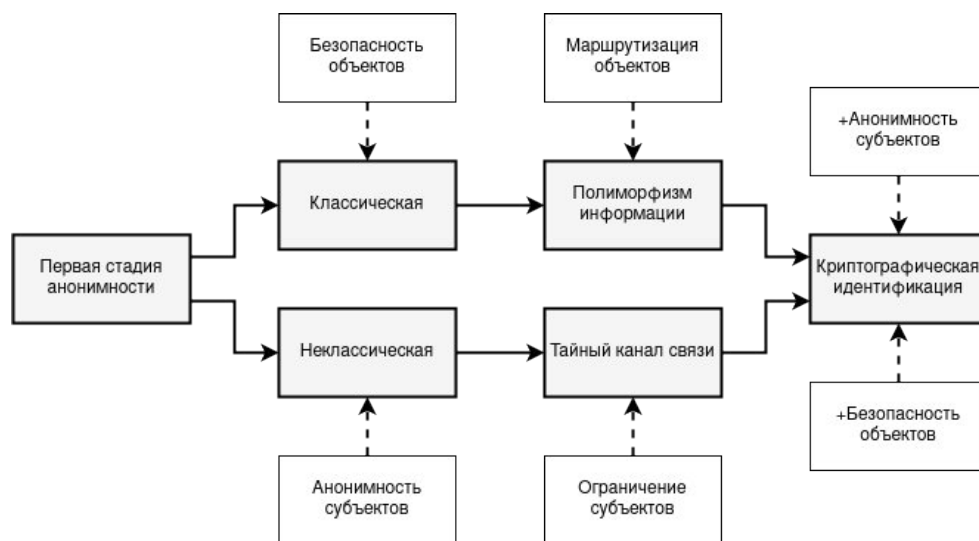 Безопасность
объектов
Маршрутизация
объектов
+Анонимность
субъектов
Классическая
Полиморфизм
информации
Первая стадия
анонимности
Криптографическая
идентификация
Неклассическая
Тайный канал связи
+Безопасность
объектов
Анонимность
субъектов
Ограничение
субъектов